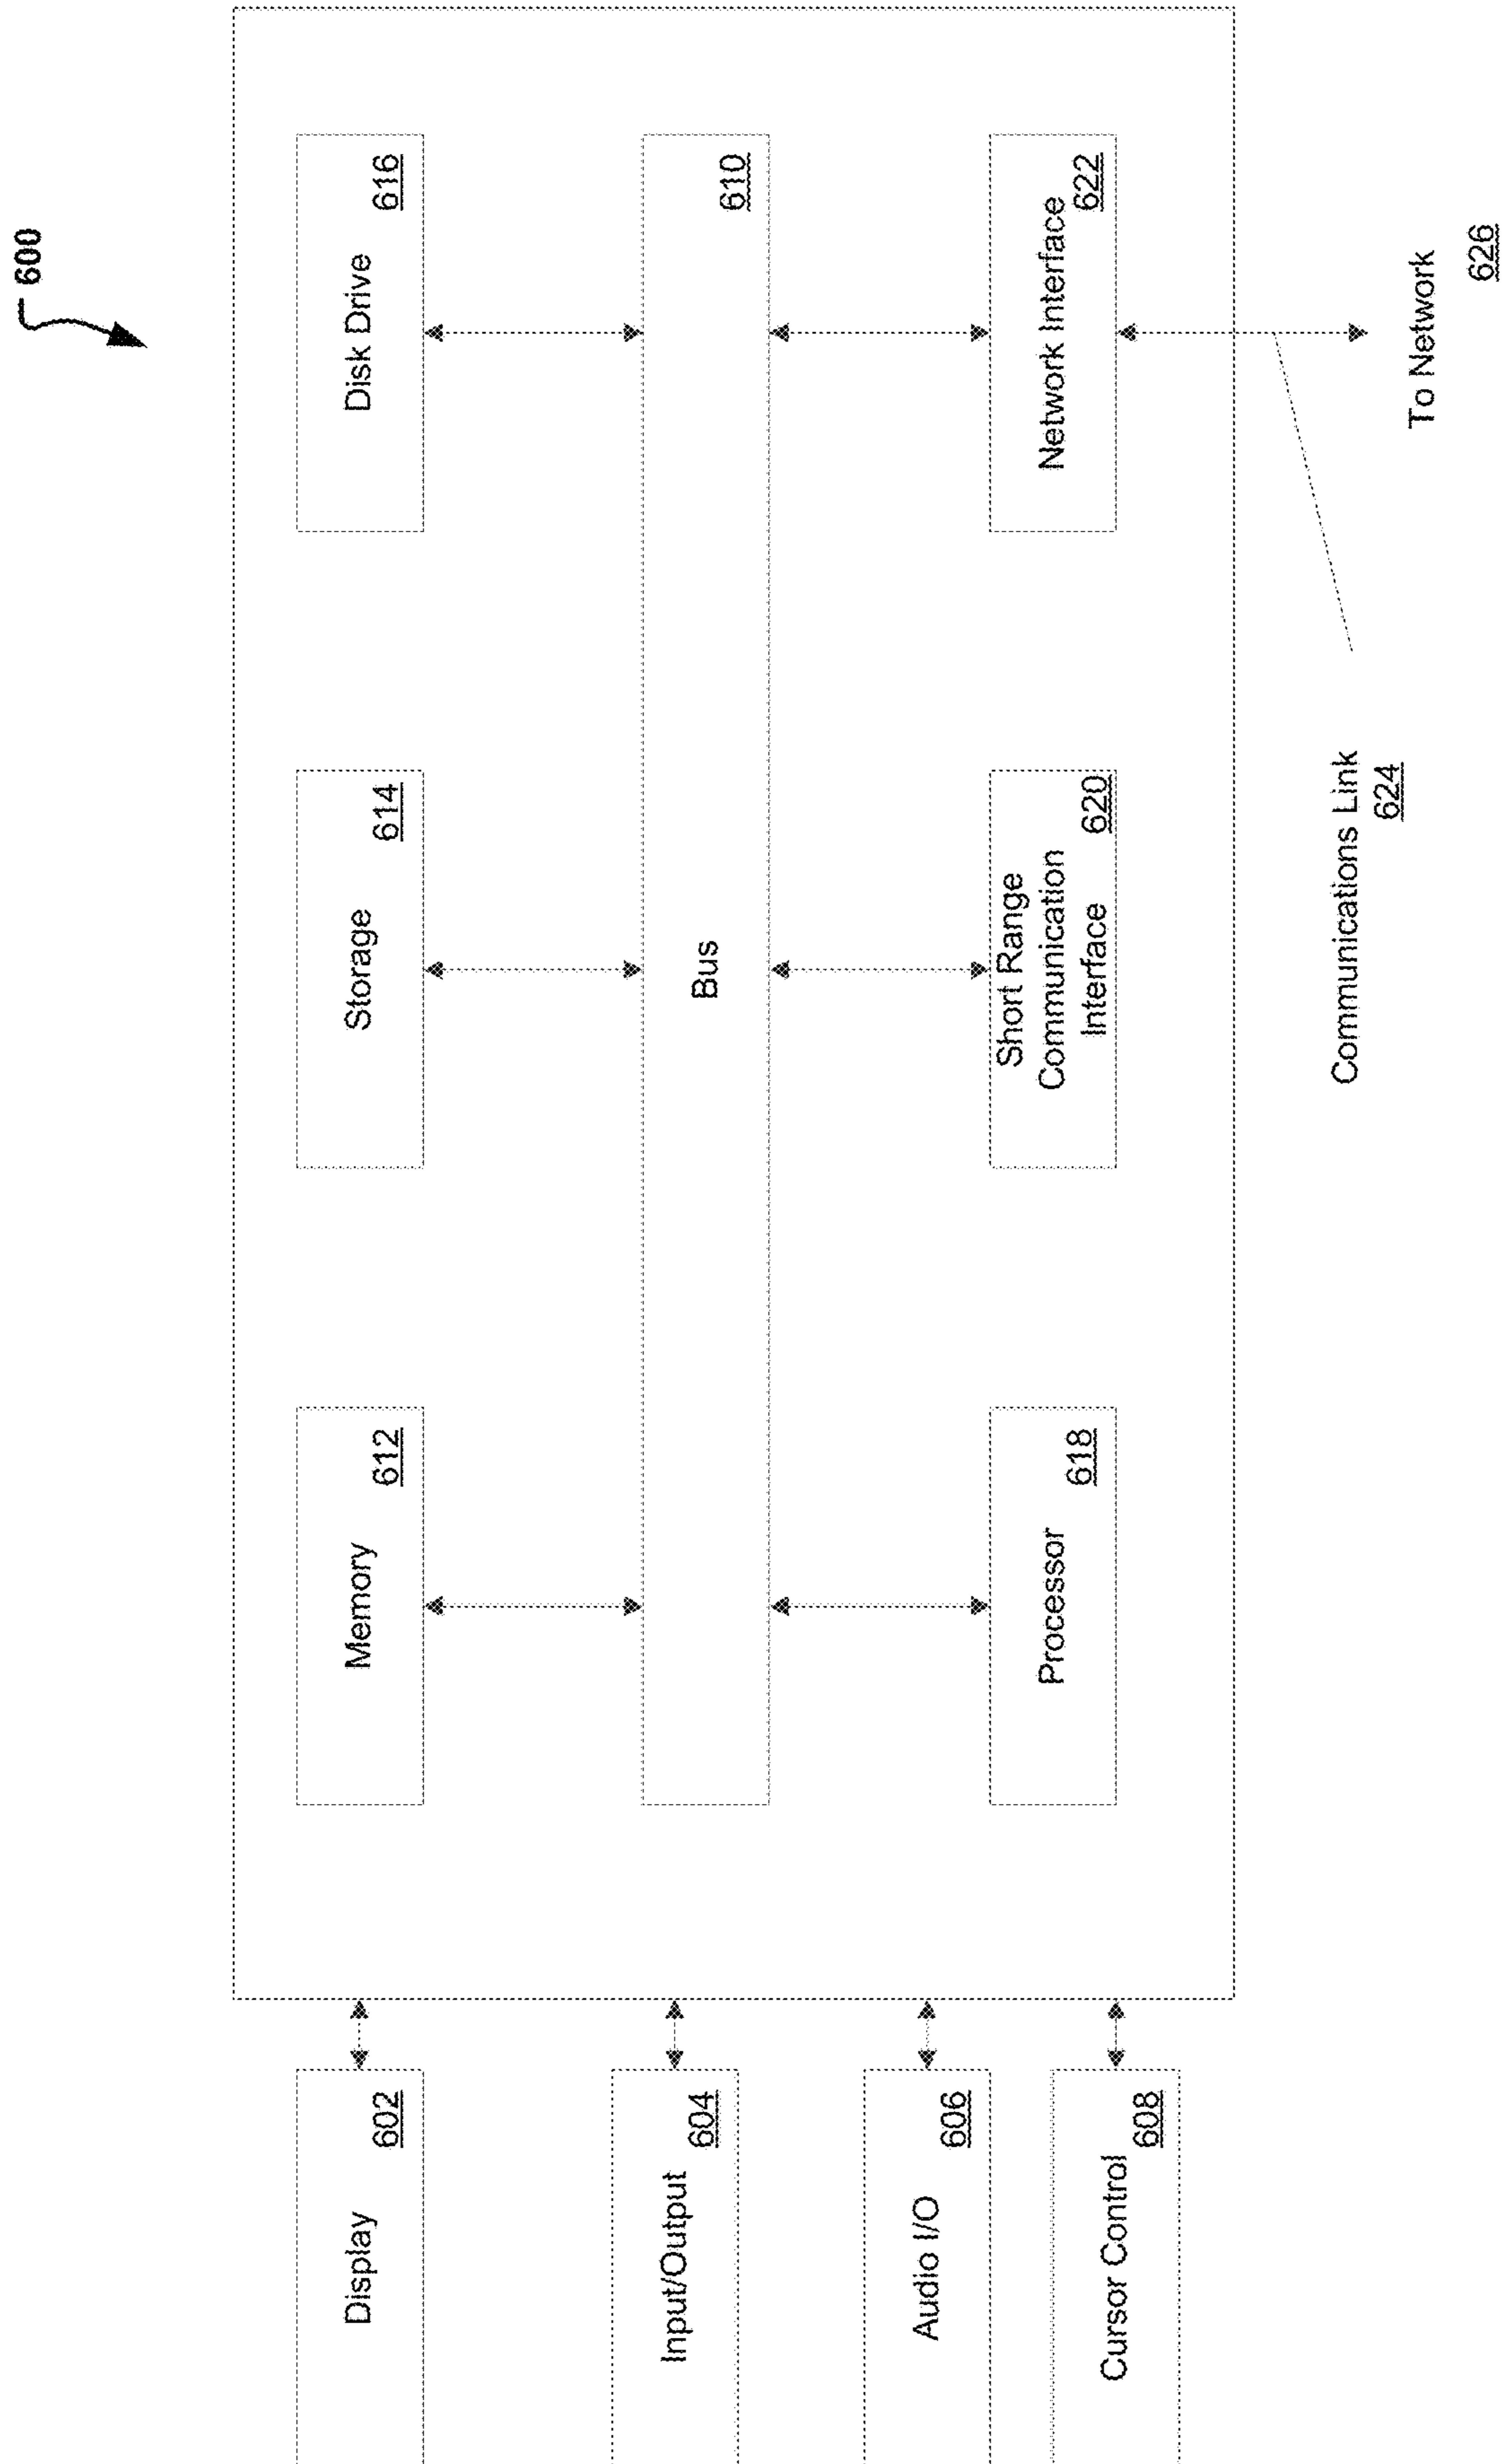 600
Display
602
Input/Output
604
Audio I/O
606
Cursor Control
608
Memory
612
Storage
614
Disk Drive
616
Bus
610
Processor
618
Short Range
Communication
Interface
620
Network Interface
622
Communications Link
624
To Network
626